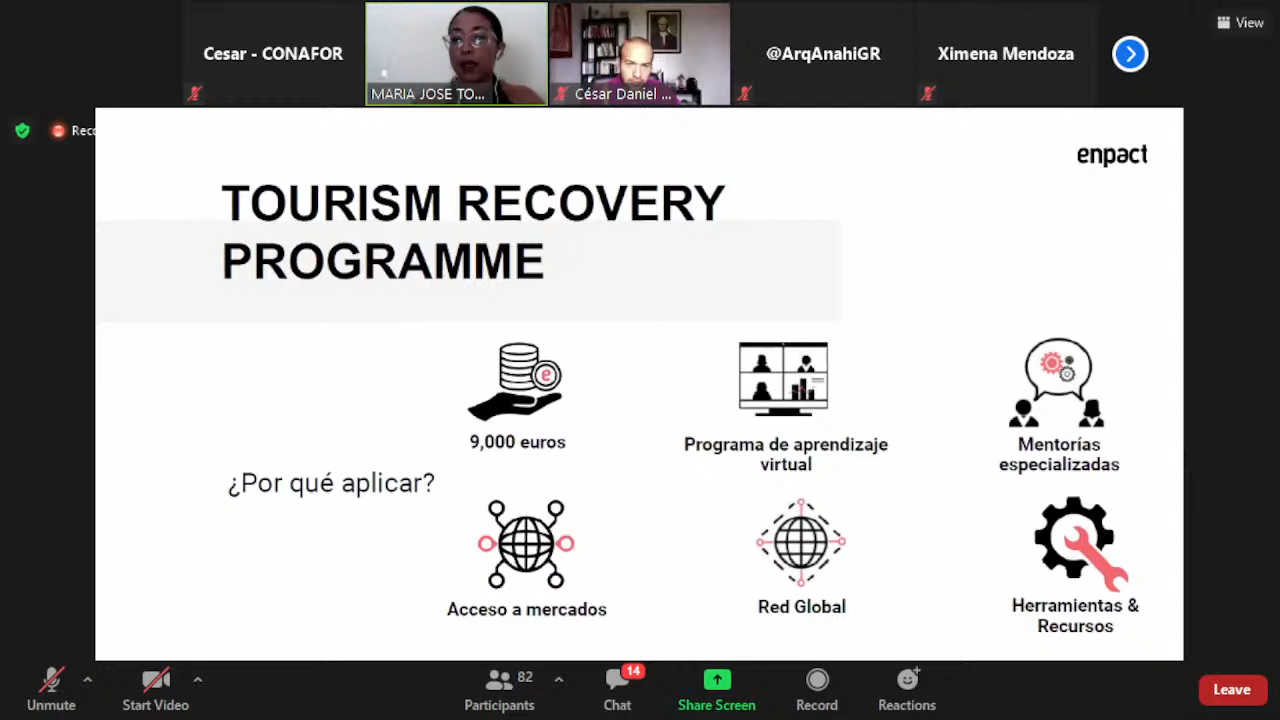 View
Cesar - CONAFOR
MARIA JOSE TO...
César Daniel ...
@ArqAnahiGR
Ximena Mendoza
Reco
enpact
TOURISM RECOVERY
PROGRAMME
¿Por qué aplicar?
e
9,000 euros
Programa de aprendizaje
virtual
Mentorías
especializadas
Acceso a mercados
Red Global
Herramientas &
Recursos
Unmute
Start Video
82
Participants
14
Chat
Share Screen
Record
Reactions
Leave